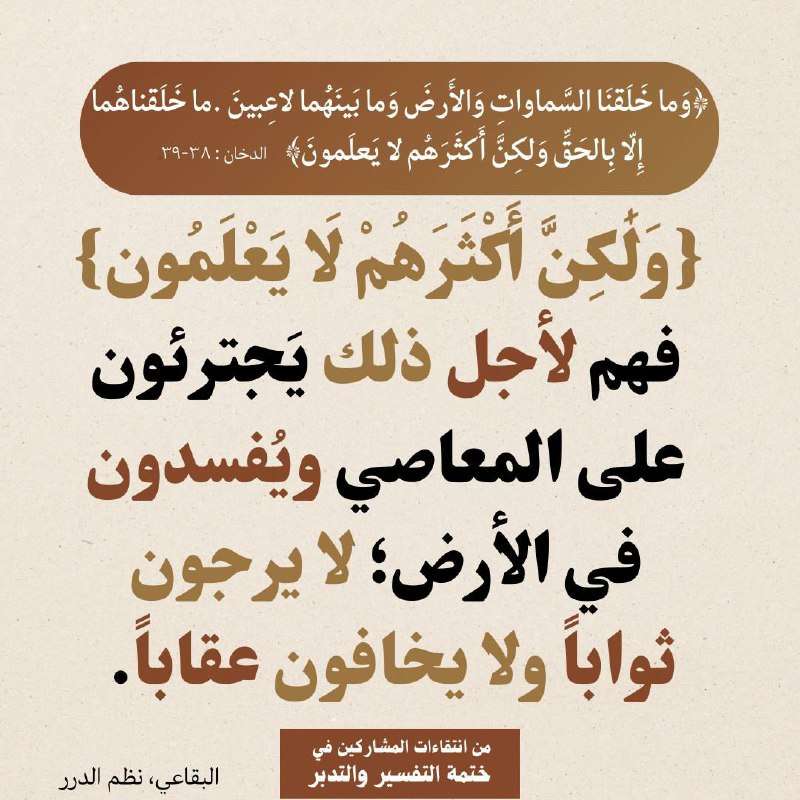 ﴿وَما خَلَقنَا السَّماواتِ وَالأَرضَ وَما بَينَهُما لاعِبينَ .ما خَلَقناهُما
إِلّا بِالحَقِّ وَلكِنَّ أَكثَرَهُم لا يَعلَمونَ﴾ الدخان : ٣٨-٣٩
{وَلَٰكِنَّ أَكْثَرَهُمْ لَا يَعْلَمُون}
فهم لأجل ذلك يَجترئون
على المعاصي ويُفسدون
في الأرض؛ لا يرجون
ثواباً ولا يخافون عقاباً.
من انتقاءات المشاركين في
ختمة التفسير والتدبر
البقاعي، نظم الدرر